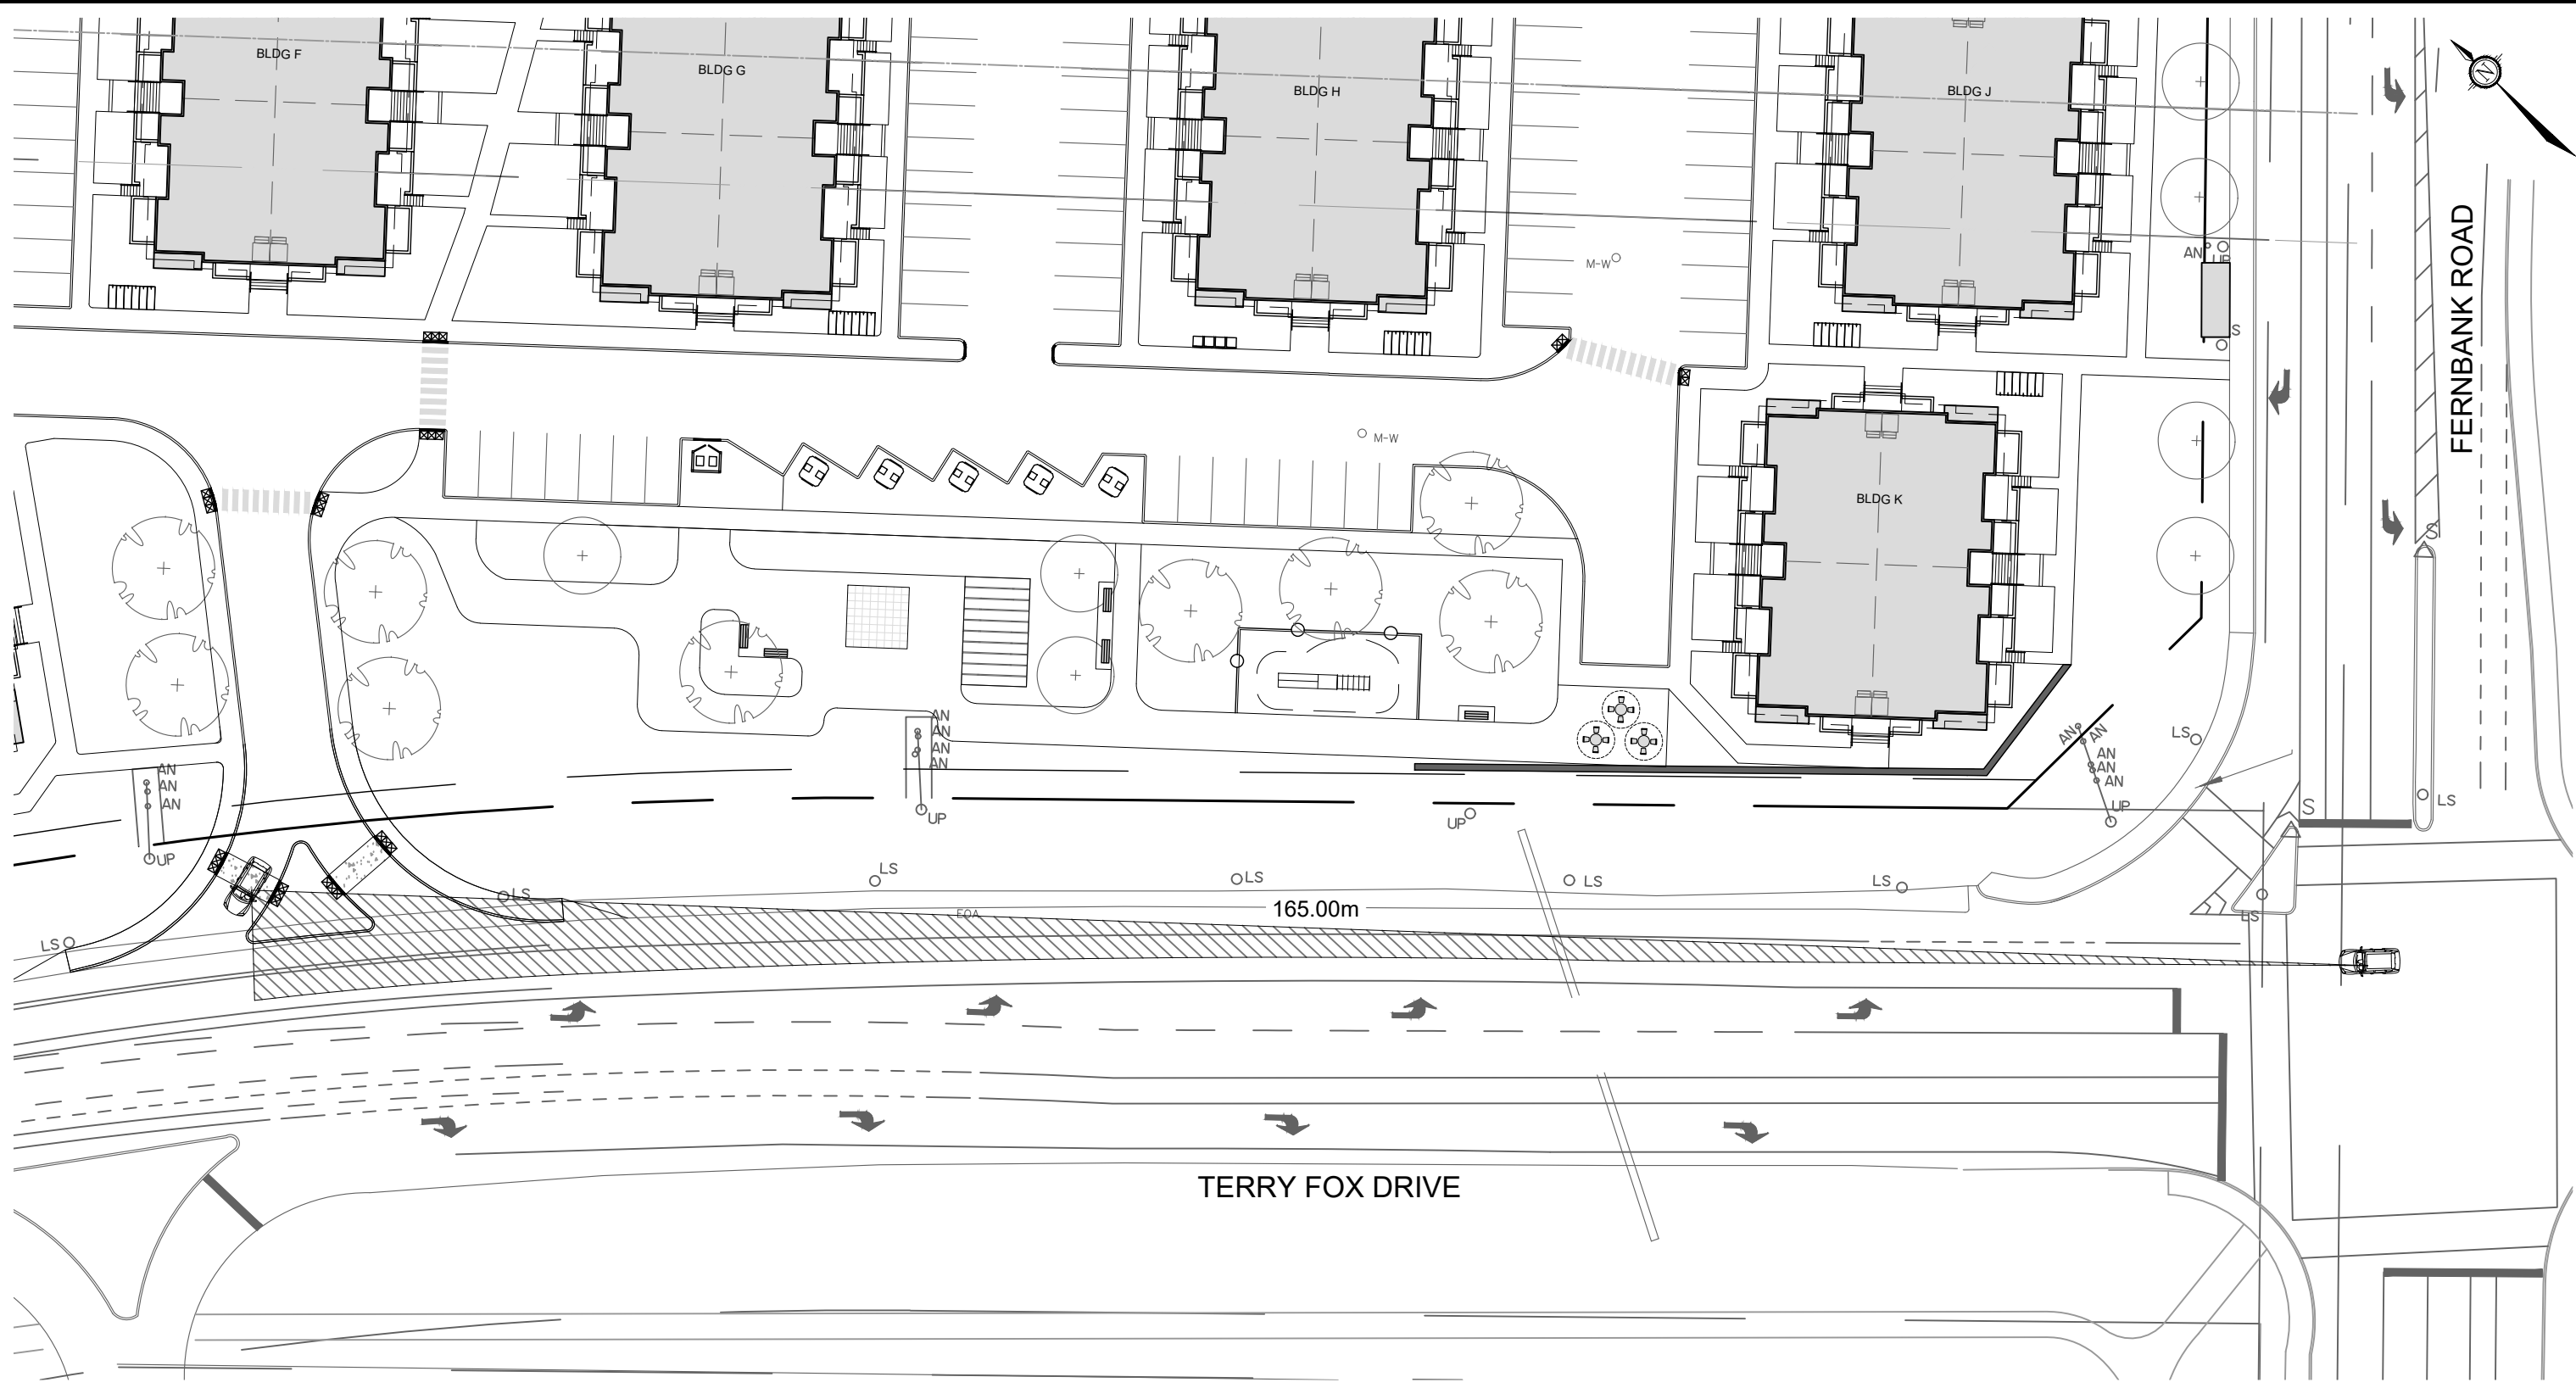 BLDG F
BLDG G
BLDG H
BLDG J
N
FERNBANK ROAD
AN
UP
S
M-W
M-W
BLDG K
S
AN
AN
AN
AN
UP
AN
AN
AN
UP
UP
AN
AN
AN
AN
AN
UP
LS
LS
S
LS
LS
LS
LS
LS
LS
LS
EOA
165.00m
TERRY FOX DRIVE